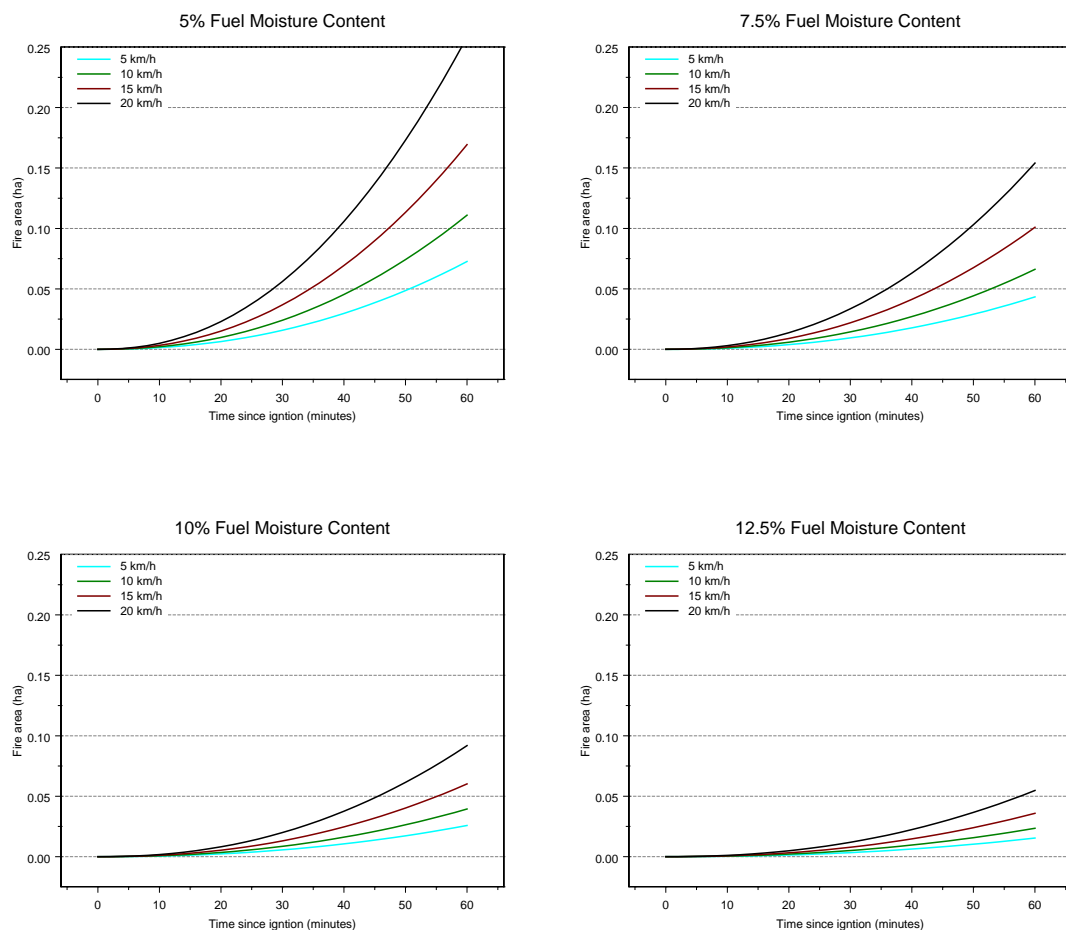 5% Fuel Moisture Content
0.25
5 km/h
10 km/h
15 km/h
20 km/h
0.20
0.15
0.10
0.05
0.00
Fire area (ha)
0 10 20 30 40 50 60
Time since igntion (minutes)
7.5% Fuel Moisture Content
0.25
5 km/h
10 km/h
15 km/h
20 km/h
0.20
0.15
0.10
0.05
0.00
Fire area (ha)
0 10 20 30 40 50 60
Time since igntion (minutes)
10% Fuel Moisture Content
0.25
5 km/h
10 km/h
15 km/h
20 km/h
0.20
0.15
0.10
0.05
0.00
Fire area (ha)
0 10 20 30 40 50 60
Time since igntion (minutes)
12.5% Fuel Moisture Content
0.25
5 km/h
10 km/h
15 km/h
20 km/h
0.20
0.15
0.10
0.05
0.00
Fire area (ha)
0 10 20 30 40 50 60
Time since igntion (minutes)